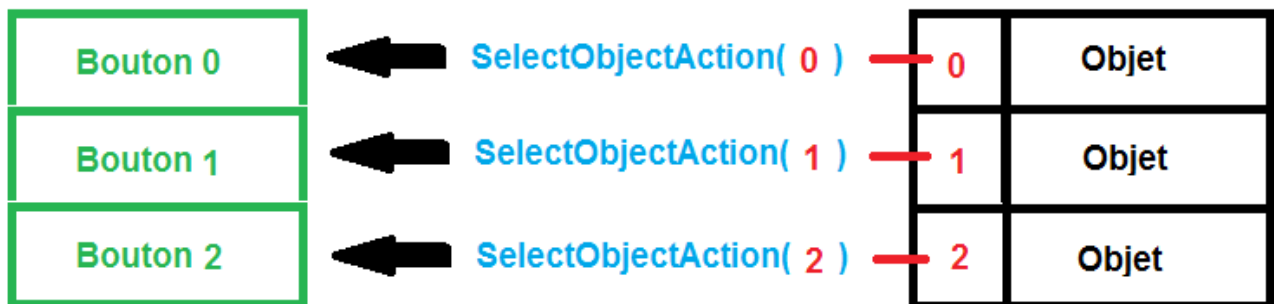 Bouton 0 SelectObjectAction( 0 ) 0 Objet
Bouton 1 SelectObjectAction( 1 ) 1 Objet
Bouton 2 SelectObjectAction( 2 ) 2 Objet